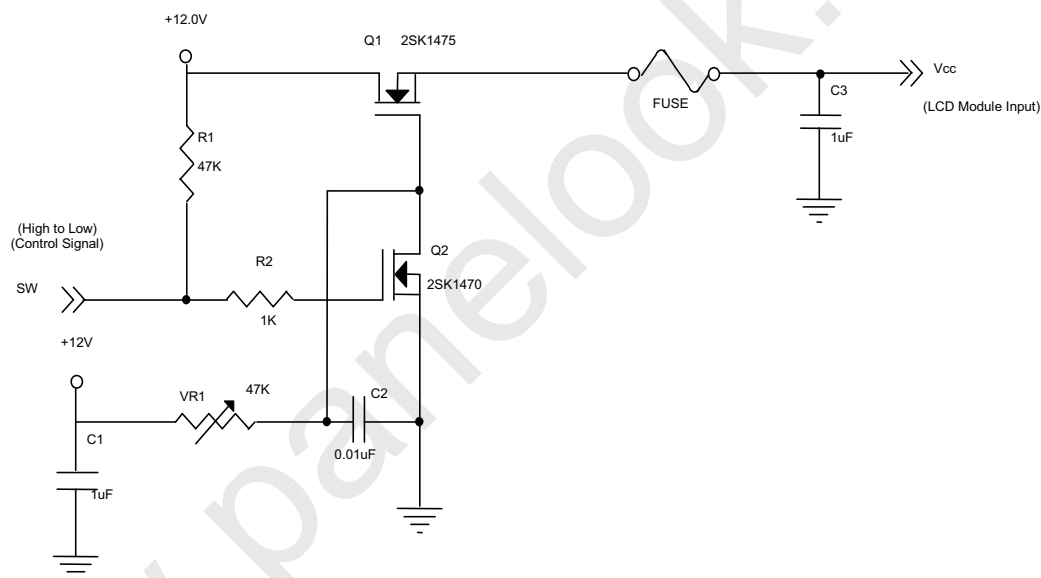 +12.0V
Q1 2SK1475
Vcc
FUSE
C3
(LCD Module Input)
R1
1uF
47K
(High to Low)
(Control Signal)
Q2
R2
2SK1470
SW
1K
+12V
VR1
47K
C2
C1
0.01uF
1uF
panelook.